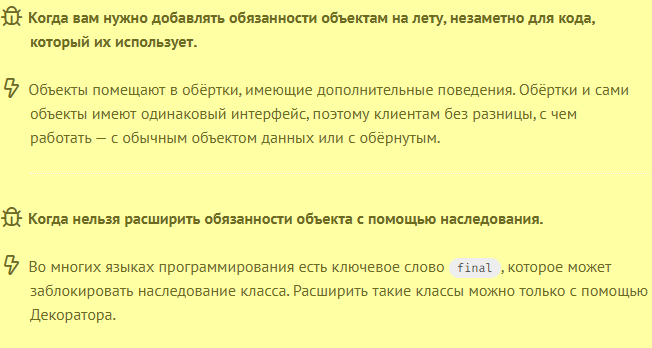 Когда вам нужно добавлять обязанности объектам на лету, незаметно для кода,
который их использует.
Объекты помещают в обёртки, имеющие дополнительные поведения. Обёртки и сами
объекты имеют одинаковый интерфейс, поэтому клиентам без разницы, с чем
работать — с обычным объектом данных или с обёрнутым.
Когда нельзя расширить обязанности объекта с помощью наследования.
Во многих языках программирования есть ключевое слово final, которое может
заблокировать наследование класса. Расширить такие классы можно только с помощью
Декоратора.